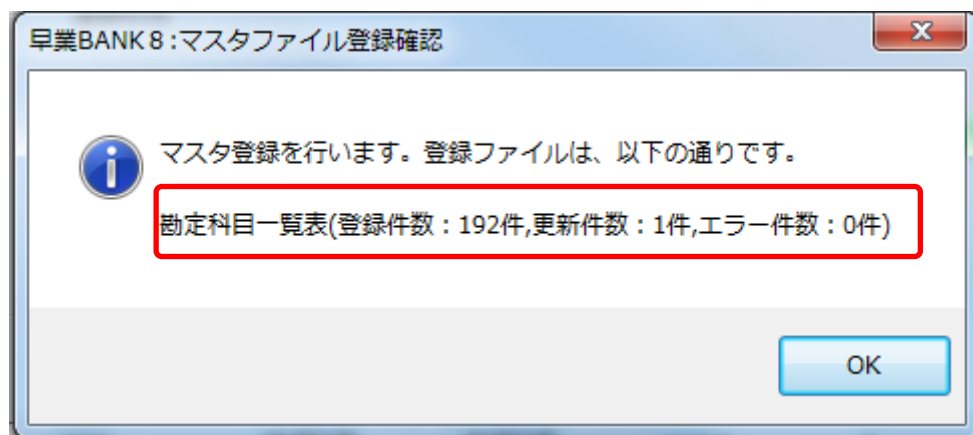 早業BANK８:マスタファイル登録確認
マスタ登録を行います。登録ファイルは、以下の通りです。
勘定科目一覧表(登録件数：192件,更新件数：1件,エラー件数：0件)
OK